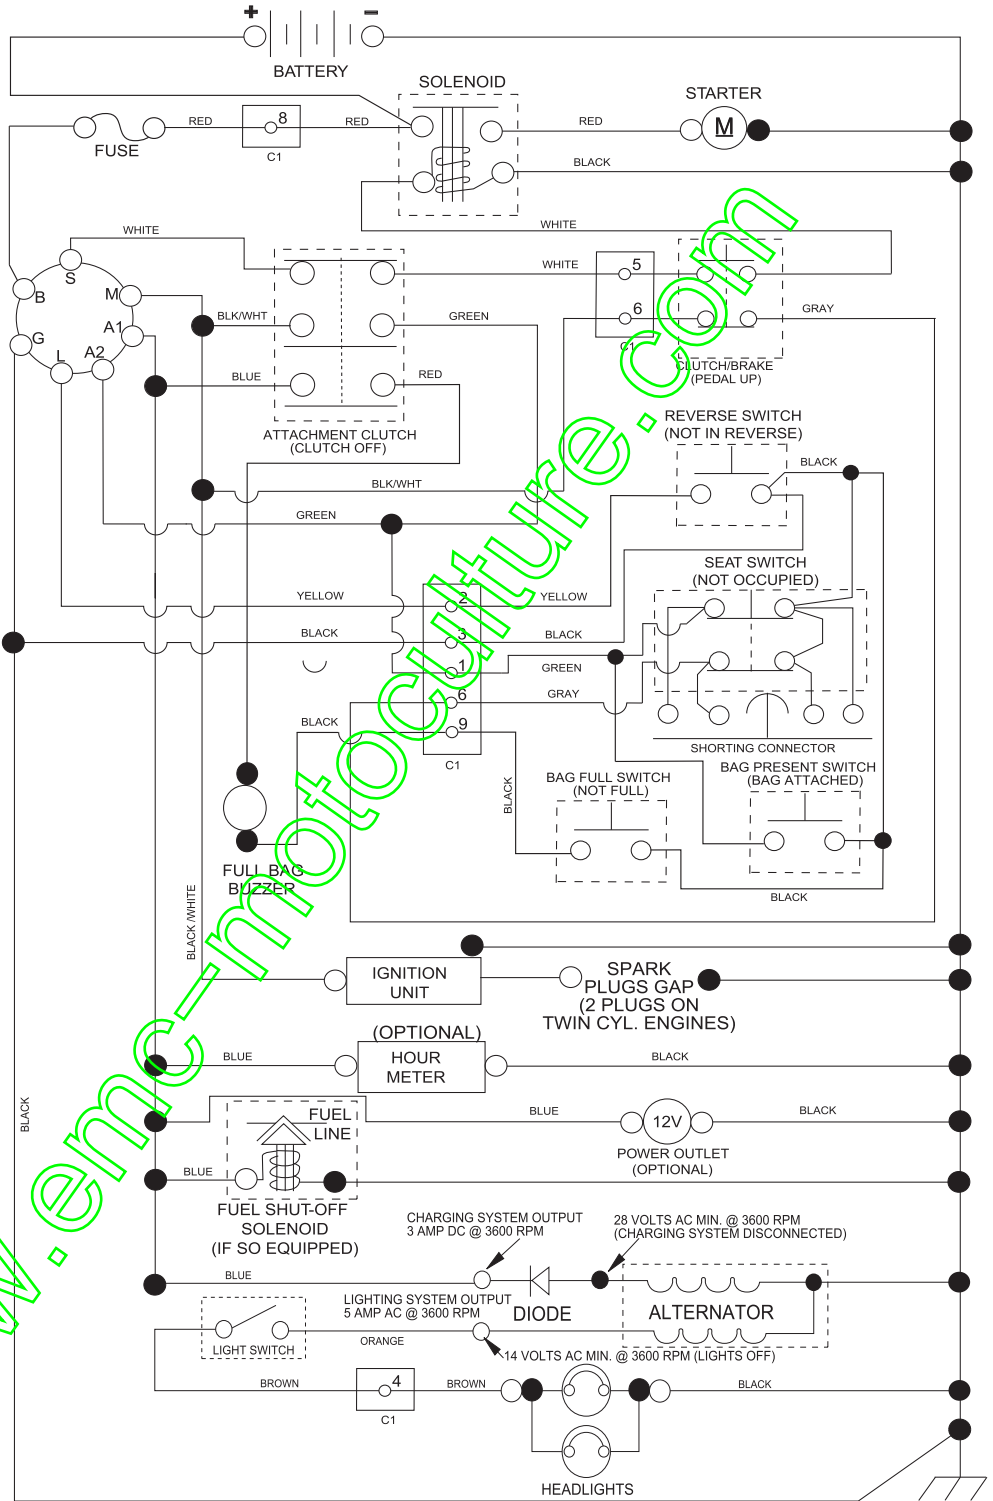 + -
BATTERY
SOLENOID
STARTER
8
RED
RED
RED
M
FUSE
C1
BLACK
WHITE
WHITE
S
WHITE
5
B
M
6
GRAY
G
A1
BLK/WHT
GREEN
C1
L
A2
CLUTCH/BRAKE
(PEDAL UP)
BLUE
RED
REVERSE SWITCH
(NOT IN REVERSE)
ATTACHMENT CLUTCH
(CLUTCH OFF)
BLACK
BLK/WHT
GREEN
SEAT SWITCH
(NOT OCCUPIED)
YELLOW
2
YELLOW
BLACK
3
BLACK
1
GREEN
6
GRAY
BLACK
9
SHORTING CONNECTOR
C1
BAG PRESENT SWITCH
(BAG ATTACHED)
BAG FULL SWITCH
(NOT FULL)
BLACK
FULL BAG
BUZZER
BLACK
BLACK /WHITE
IGNITION
UNIT
SPARK
PLUGS GAP
(2 PLUGS ON
TWIN CYL. ENGINES)
(OPTIONAL)
HOUR
METER
BLUE
BLACK
BLACK
FUEL
LINE
BLUE
12V
BLACK
POWER OUTLET
(OPTIONAL)
BLUE
FUEL SHUT-OFF
SOLENOID
(IF SO EQUIPPED)
CHARGING SYSTEM OUTPUT
3 AMP DC @ 3600 RPM
28 VOLTS AC MIN. @ 3600 RPM
(CHARGING SYSTEM DISCONNECTED)
BLUE
LIGHTING SYSTEM OUTPUT
5 AMP AC @ 3600 RPM
DIODE
ALTERNATOR
LIGHT SWITCH
ORANGE
14 VOLTS AC MIN. @ 3600 RPM (LIGHTS OFF)
BROWN
4
BROWN
BLACK
C1
HEADLIGHTS
w.emc-motoculture.com